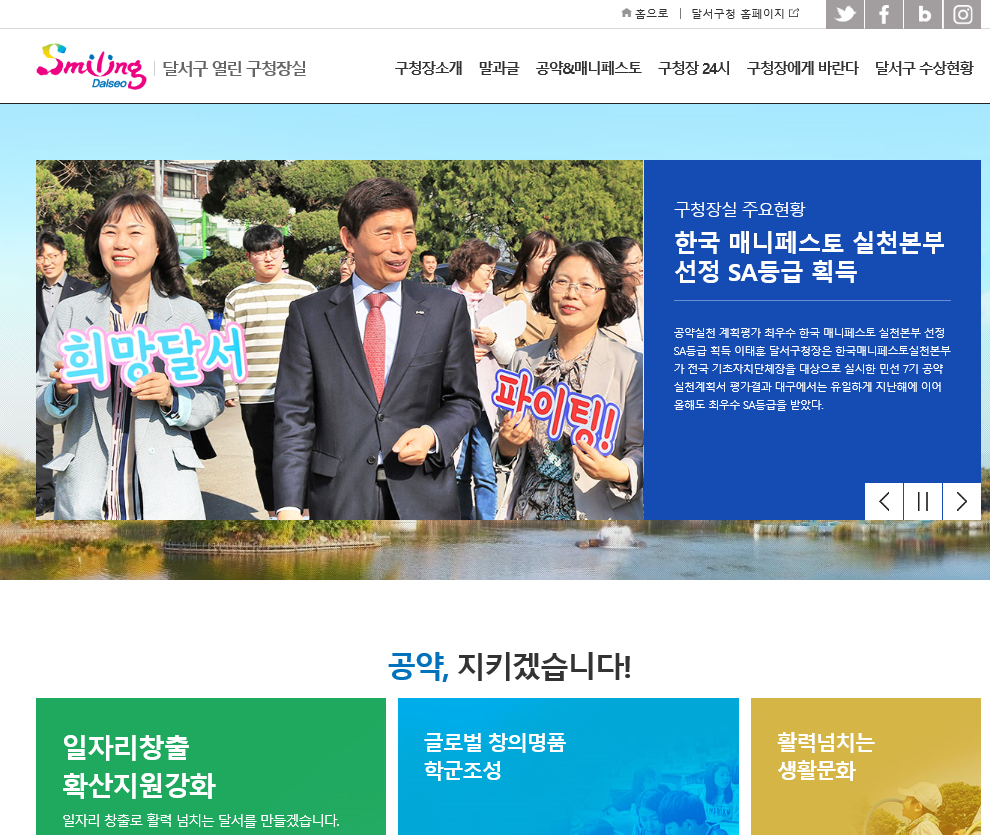 홈으로
달서구청 홈페이지
Smiling
Dalseo
달서구 열린 구청장실
구청장소개 말과글 공약&매니페스토 구청장 24시 구청장에게 바란다 달서구 수상현황
희망달서
파이팅!
구청장실 주요현황
한국 매니페스토 실천본부
선정 SA등급 획득
공약실천 계획평가 최우수 한국 매니페스토 실천본부 선정
SA등급 획득 이태훈 달서구청장은 한국매니페스토실천본부
가 전국 기초자치단체장을 대상으로 실시한 민선 7기 공약
실천계획서 평가결과 대구에서는 유일하게 지난해에 이어
올해도 최우수 SA등급을 받았다.
공약, 지키겠습니다!
일자리창출
확산지원강화
일자리 창출로 활력 넘치는 달서를 만들겠습니다.
글로벌 창의명품
학군조성
활력넘치는
생활문화